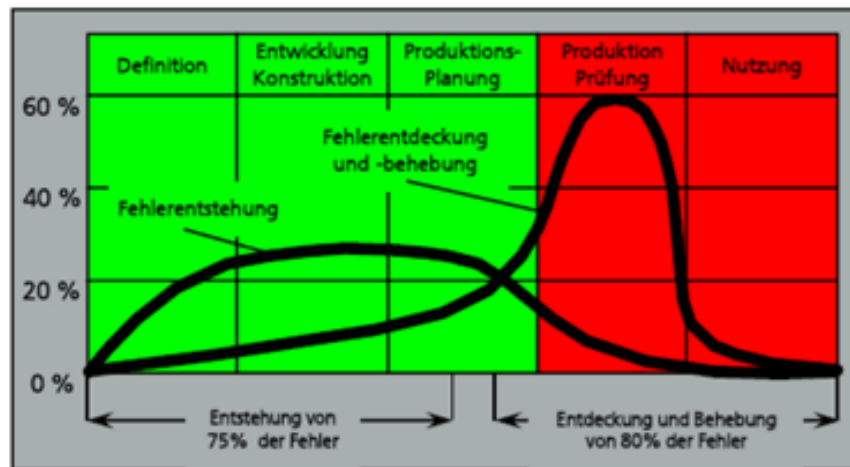 Definition
Entwicklung
Konstruktion
Produktions-
Planung
Produktion
Prüfung
Nutzung
60 %
40 %
20 %
0 %
Fehlerentdeckung
und -behebung
Fehlerentstehung
Entstehung von
75% der Fehler
Entdeckung und Behebung
von 80% der Fehler